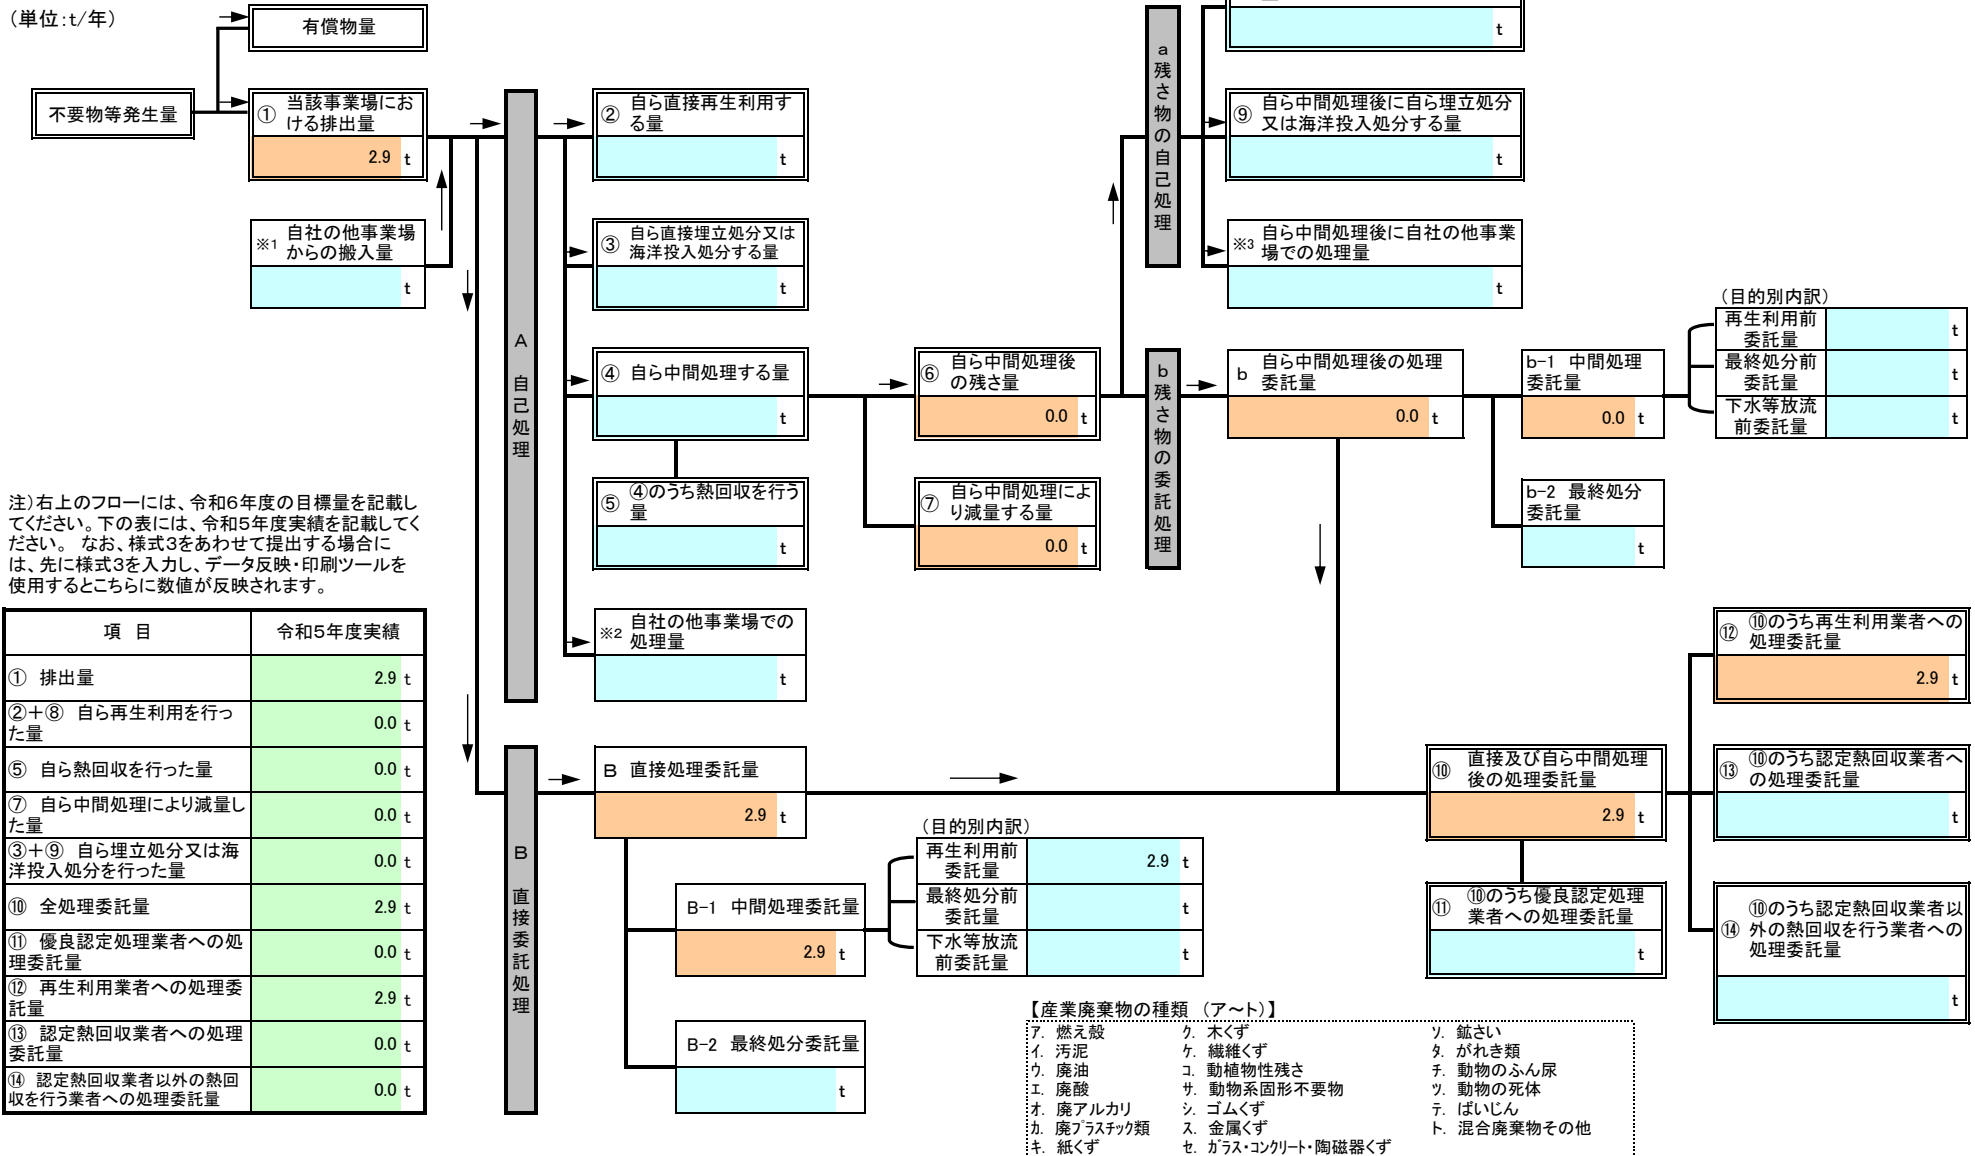 （単位：t/年）
有償物量
不要物等発生量
① 当該事業場にお
ける排出量
2.9 t
※1 自社の他事業場
からの搬入量
t
A 自己処理
② 自ら直接再生利用す
る量
t
③ 自ら直接埋立処分又は
海洋投入処分する量
t
④ 自ら中間処理する量
t
⑤ ④のうち熱回収を行う
量
t
※2 自社の他事業場での
処理量
t
⑥ 自ら中間処理後
の残さ量
0.0 t
⑦ 自ら中間処理によ
り減量する量
0.0 t
a 残さ物の自己処理
t
⑨ 自ら中間処理後に自ら埋立処分
又は海洋投入処分する量
t
※3 自ら中間処理後に自社の他事業
場での処理量
t
b 残さ物の委託処理
b 自ら中間処理後の処理
委託量
0.0 t
b-1 中間処理
委託量
0.0 t
（目的別内訳）
再生利用前
委託量
t
最終処分前
委託量
t
下水等放流
前委託量
t
b-2 最終処分
委託量
t
注）右上のフローには、令和６年度の目標量を記載し
てください。下の表には、令和５年度実績を記載してく
ださい。 なお、様式３をあわせて提出する場合に
は、先に様式３を入力し、データ反映・印刷ツールを
使用するとこちらに数値が反映されます。
項 目 令和５年度実績
① 排出量 2.9 t
②＋⑧ 自ら再生利用を行っ
た量 0.0 t
⑤ 自ら熱回収を行った量 0.0 t
⑦ 自ら中間処理により減量し
た量 0.0 t
③＋⑨ 自ら埋立処分又は海
洋投入処分を行った量 0.0 t
⑩ 全処理委託量 2.9 t
⑪ 優良認定処理業者への処
理委託量 0.0 t
⑫ 再生利用業者への処理委
託量 2.9 t
⑬ 認定熱回収業者への処理
委託量 0.0 t
⑭ 認定熱回収業者以外の熱回
収を行う業者への処理委託量 0.0 t
B 直接委託処理
B 直接処理委託量
2.9 t
B-1 中間処理委託量
2.9 t
（目的別内訳）
再生利用前
委託量
2.9 t
最終処分前
委託量
t
下水等放流
前委託量
t
B-2 最終処分委託量
t
⑩ 直接及び自ら中間処理
後の処理委託量
2.9 t
⑪ ⑩のうち優良認定処理
業者への処理委託量
t
⑫ ⑩のうち再生利用業者への
処理委託量
2.9 t
⑬ ⑩のうち認定熱回収業者へ
の処理委託量
t
⑭ ⑩のうち認定熱回収業者以
外の熱回収を行う業者への
処理委託量
t
【産業廃棄物の種類 （ア～ト）】
ｱ. 燃え殻 ｸ. 木くず ｿ. 鉱さい
ｲ. 汚泥 ｹ. 繊維くず ﾀ. がれき類
ｳ. 廃油 ｺ. 動植物性残さ ﾁ. 動物のふん尿
ｴ. 廃酸 ｻ. 動物系固形不要物 ﾂ. 動物の死体
ｵ. 廃アルカリ ｼ. ゴムくず ﾃ. ばいじん
ｶ. 廃ﾌﾟﾗｽﾁｯｸ類 ｽ. 金属くず ﾄ. 混合廃棄物その他
ｷ. 紙くず ｾ. ｶﾞﾗｽ・ｺﾝｸﾘｰﾄ・陶磁器くず